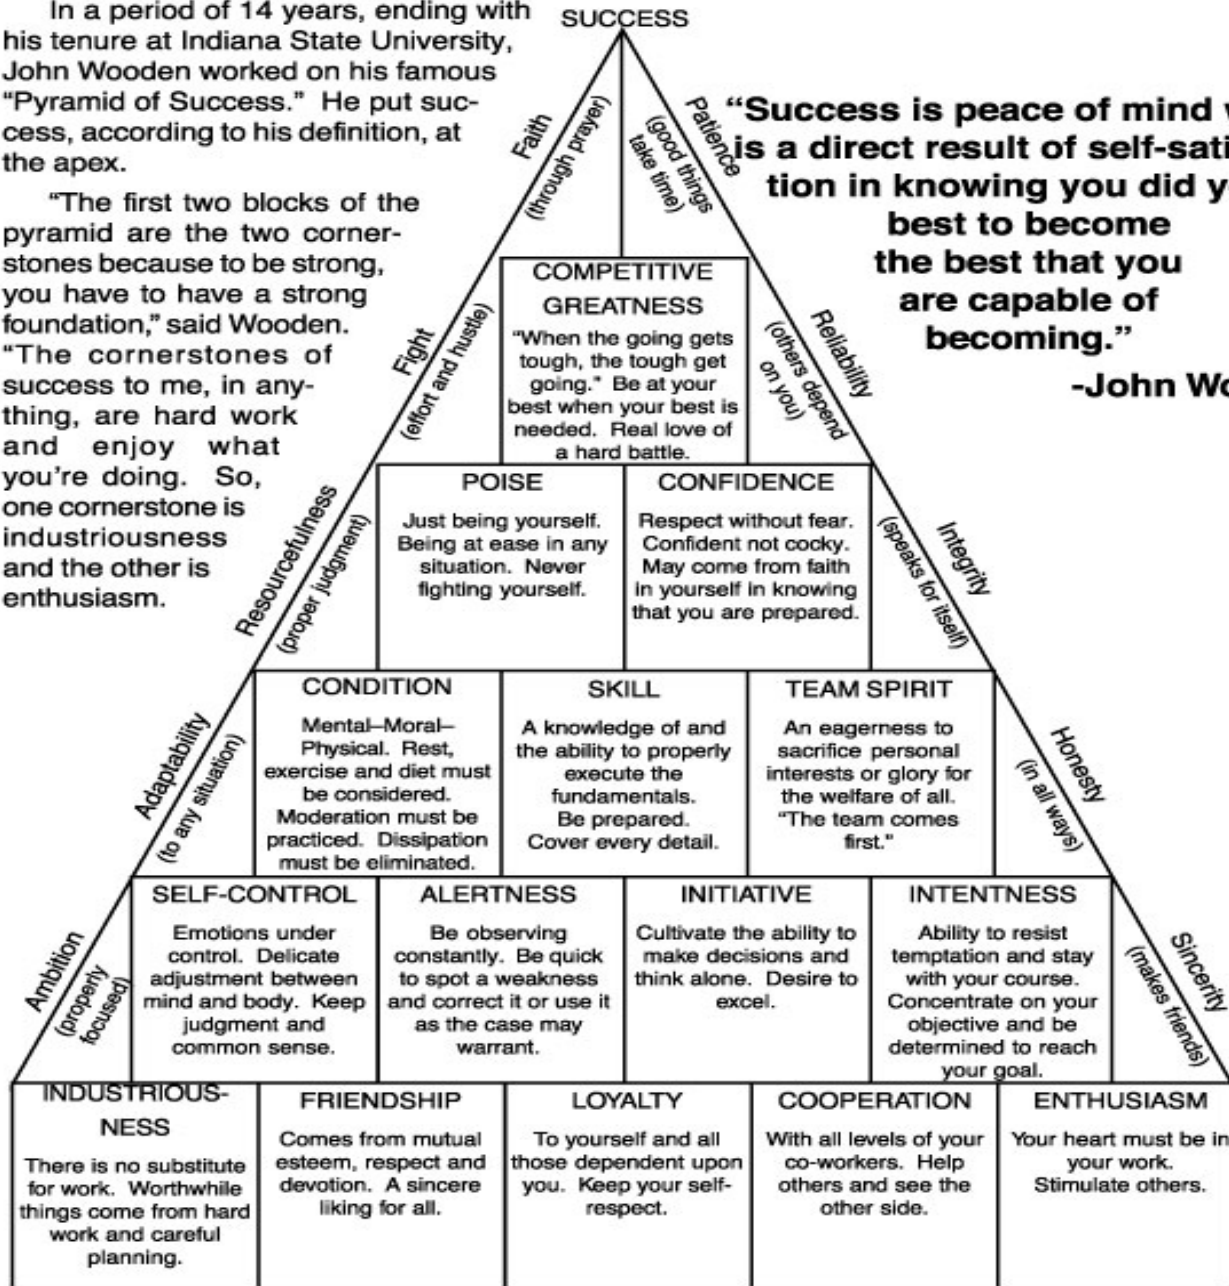 In a period of 14 years, ending with
his tenure at Indiana State University,
John Wooden worked on his famous
“Pyramid of Success.” He put suc-
cess, according to his definition, at
the apex.
“The first two blocks of the
pyramid are the two corner-
stones because to be strong,
you have to have a strong
foundation,” said Wooden.
“The cornerstones of
success to me, in any-
thing, are hard work
and enjoy what
you're doing. So,
one cornerstone is
industriousness
and the other is
enthusiasm.
SUCCESS
“Success is peace of mind
is a direct result of self-sati
tion in knowing you did y
best to become
the best that you
are capable of
becoming.”
-John Wo
Faith
(through prayer)
Patience
(good things
take time)
Fight
(effort and hustle)
COMPETITIVE
GREATNESS
"When the going gets
tough, the tough get
going." Be at your
best when your best is
needed. Real love of
a hard battle.
Reliability
(others depend
on you)
Resourcefulness
(proper judgment)
POISE
Just being yourself.
Being at ease in any
situation. Never
fighting yourself.
CONFIDENCE
Respect without fear.
Confident not cocky.
May come from faith
in yourself in knowing
that you are prepared.
Integrity
(speaks for itself)
Adaptability
(to any situation)
CONDITION
Mental–Moral–
Physical. Rest,
exercise and diet must
be considered.
Moderation must be
practiced. Dissipation
must be eliminated.
SKILL
A knowledge of and
the ability to properly
execute the
fundamentals.
Be prepared.
Cover every detail.
TEAM SPIRIT
An eagerness to
sacrifice personal
interests or glory for
the welfare of all.
"The team comes
first."
Honesty
(in all ways)
Ambition
(properly
focused)
SELF-CONTROL
Emotions under
control. Delicate
adjustment between
mind and body. Keep
judgment and
common sense.
ALERTNESS
Be observing
constantly. Be quick
to spot a weakness
and correct it or use it
as the case may
warrant.
INITIATIVE
Cultivate the ability to
make decisions and
think alone. Desire to
excel.
INTENTNESS
Ability to resist
temptation and stay
with your course.
Concentrate on your
objective and be
determined to reach
your goal.
Sincerity
(makes friends)
INDUSTRIOUS-
NESS
There is no substitute
for work. Worthwhile
things come from hard
work and careful
planning.
FRIENDSHIP
Comes from mutual
esteem, respect and
devotion. A sincere
liking for all.
LOYALTY
To yourself and all
those dependent upon
you. Keep your self-
respect.
COOPERATION
With all levels of your
co-workers. Help
others and see the
other side.
ENTHUSIASM
Your heart must be in
your work.
Stimulate others.